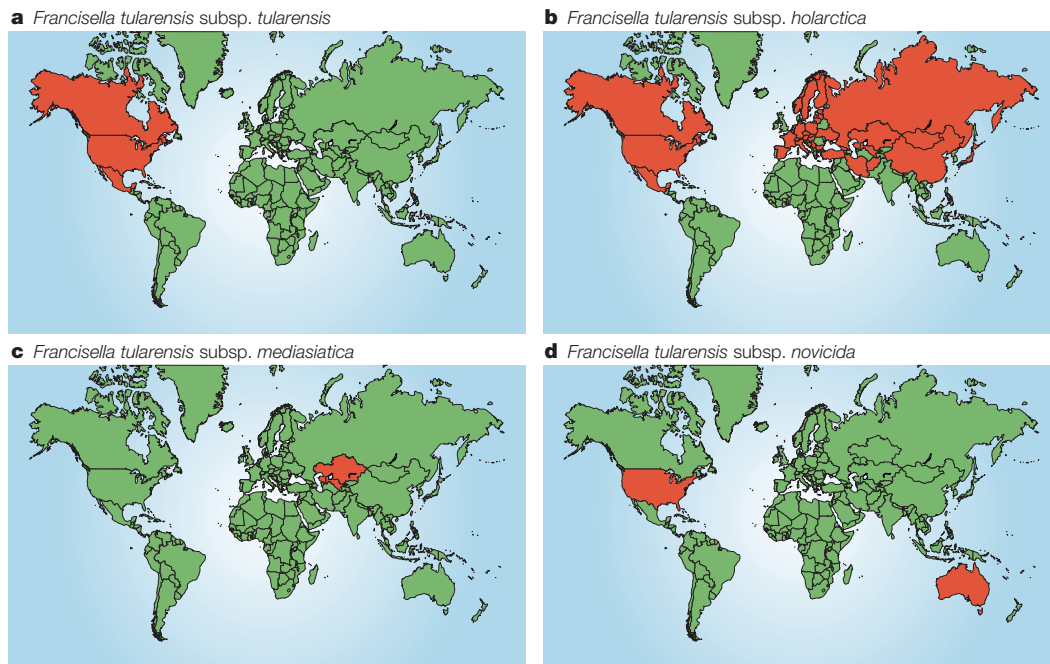 a Francisella tularensis subsp. tularensis
b Francisella tularensis subsp. holarctica
c Francisella tularensis subsp. mediasiatica
d Francisella tularensis subsp. novicida